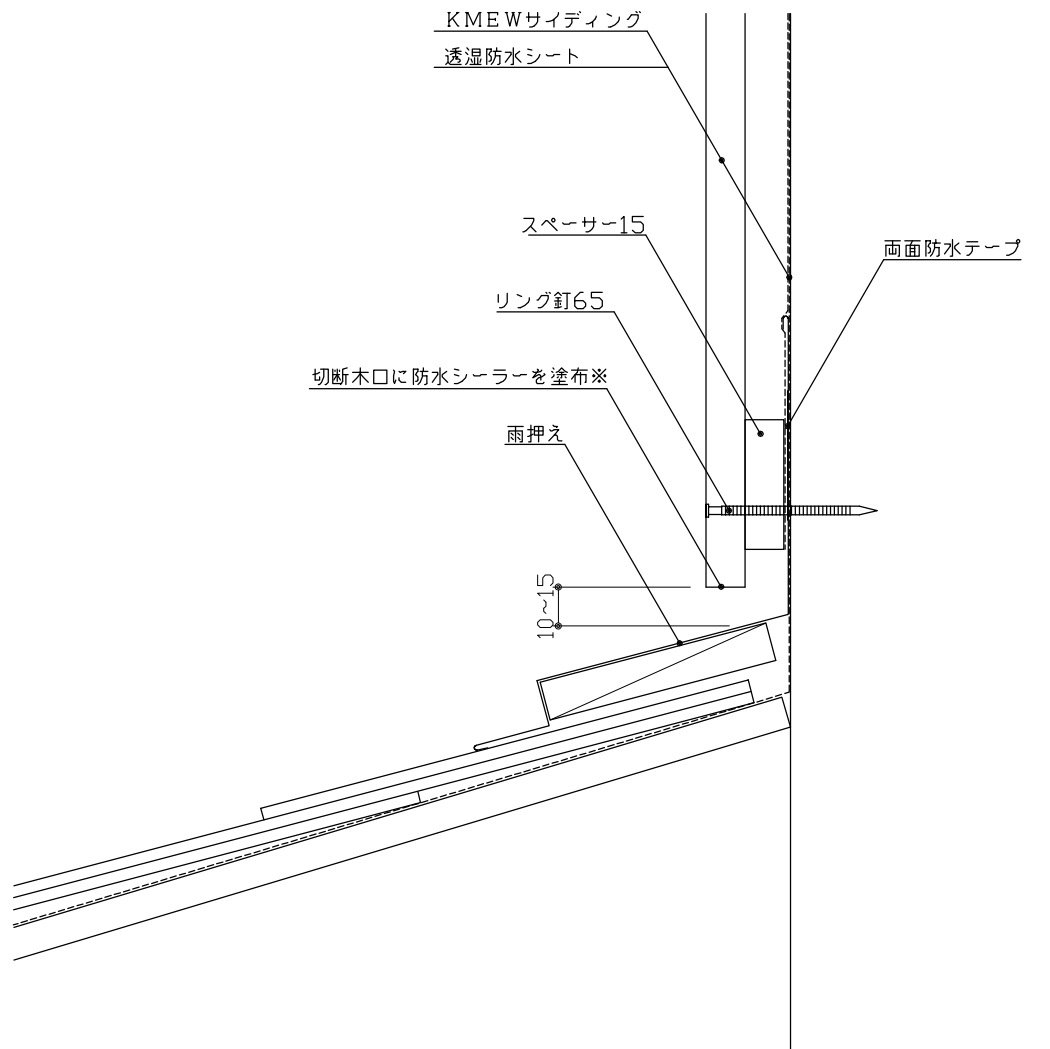 KMEWサイディング
透湿防水シート
スペーサー15
両面防水テープ
リング釘65
切断木口に防水シーラーを塗布※
雨押え
10~15